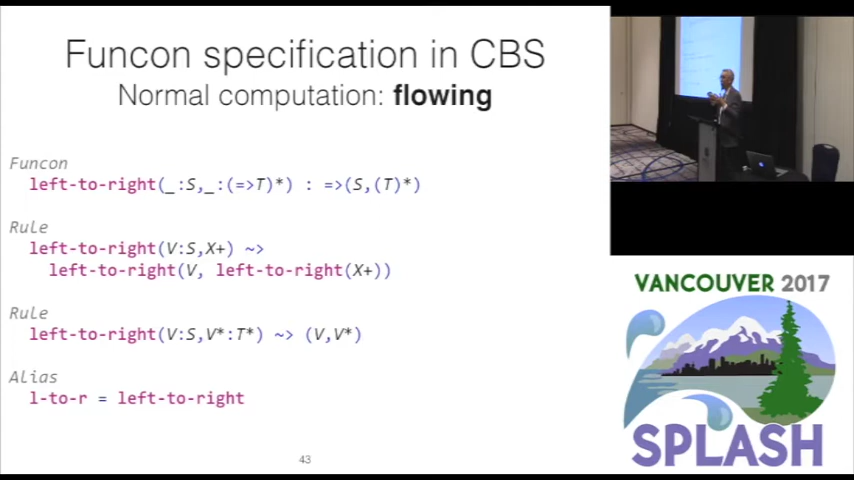 Funcon specification in CBS
Normal computation: flowing
Funcon
left-to-right(_:S,_:(=>T)*) : =>(S,(T)*)
Rule
left-to-right(V:S,X+) ~>
left-to-right(V, left-to-right(X+))
Rule
left-to-right(V:S,V*:T*) ~> (V,V*)
Alias
l-to-r = left-to-right
43
VANCOUVER 2017
SPLASH